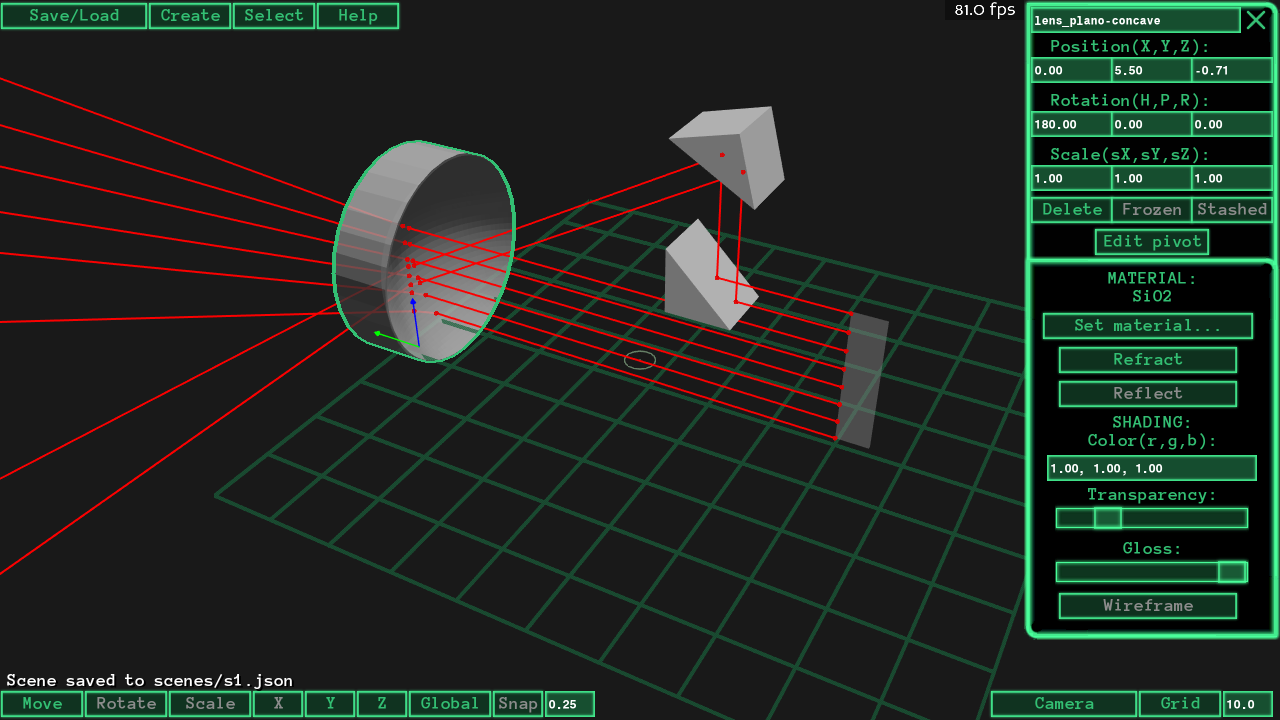 Save/Load Create Select Help
81.0 fps
lens_plano-concave
Position(X,Y,Z):
0.00 5.50 -0.71
Rotation(H,P,R):
180.00 0.00 0.00
Scale(sX,sY,sZ):
1.00 1.00 1.00
Delete Frozen Stashed
Edit pivot
MATERIAL:
SiO2
Set material...
Refract
Reflect
SHADING:
Color(r,g,b):
1.00, 1.00, 1.00
Transparency:
Gloss:
Wireframe
Scene saved to scenes/s1.json
Move Rotate Scale X Y Z Global Snap 0.25
Camera Grid 10.0